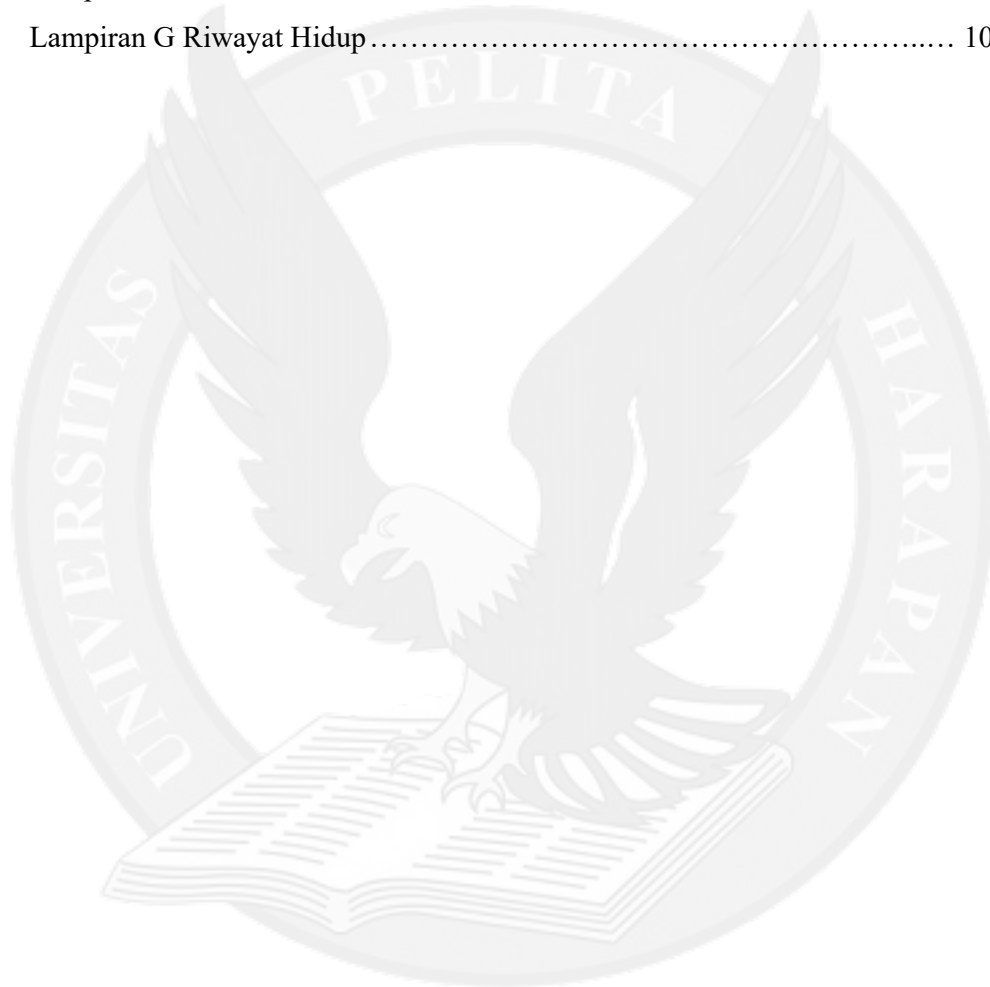 Lampiran G Riwayat Hidup……………………………………………..… 10
UNIVERSITAS PELITA HARAPAN